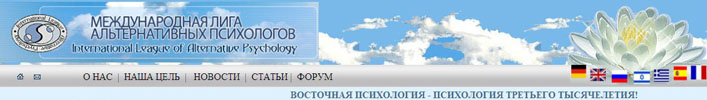 МЕЖДУНАРОДНАЯ ЛИГА
АЛЬТЕРНАТИВНЫХ ПСИХОЛОГОВ
International League of Alternative Psychology
О НАС | НАША ЦЕЛЬ | НОВОСТИ | СТАТЬИ | ФОРУМ
ВОСТОЧНАЯ ПСИХОЛОГИЯ - ПСИХОЛОГИЯ ТРЕТЬЕГО ТЫСЯЧЕЛЕТИЯ!